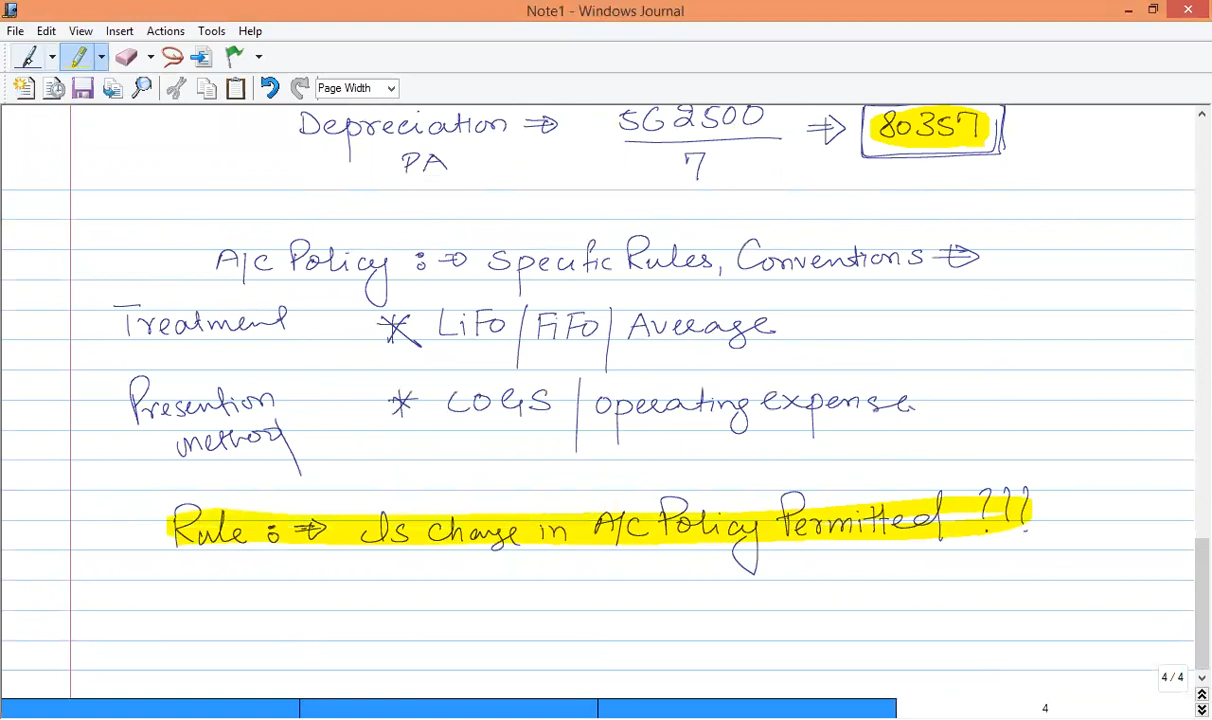 Note1 - Windows Journal
File Edit View Insert Actions Tools Help
Page Width
Depreciation ⇒ 562500 ⇒ 80357
PA 7
A/c Policy :⇒ Specific Rules, Conventions ⇒
Treatment * LiFo | FiFo | Average
Presention * COGS | operating expense
method
Rule :⇒ Is change in A/c Policy Permitted ???
4 / 4
4